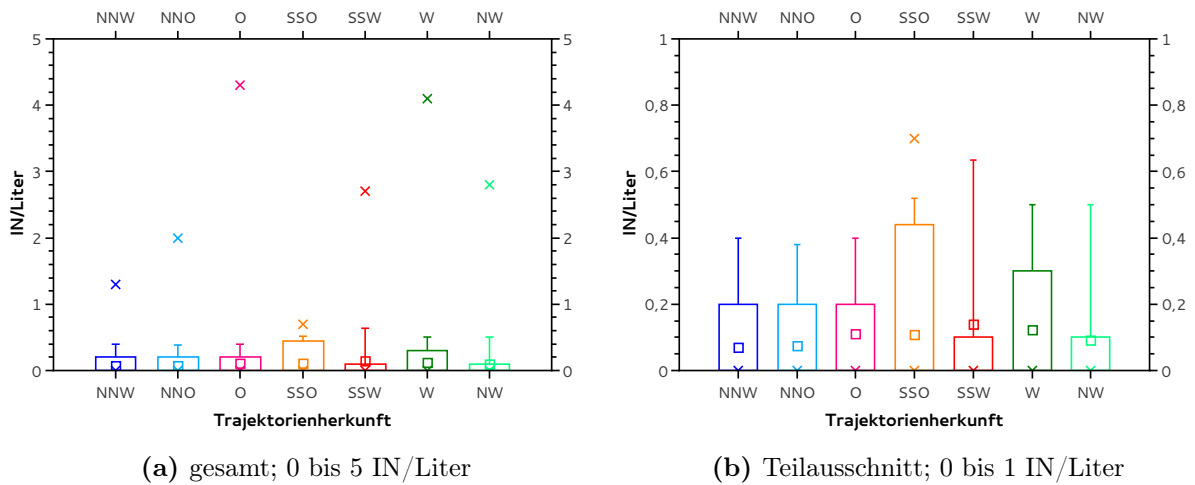 NNW NNO O SSO SSW W NW
5 5
4 4
3 3
2 2
1 1
0 0
IN/Liter
NNW NNO O SSO SSW W NW
Trajektorienherkunft
(a) gesamt; 0 bis 5 IN/Liter
NNW NNO O SSO SSW W NW
1 1
0,8 0,8
0,6 0,6
0,4 0,4
0,2 0,2
0 0
IN/Liter
NNW NNO O SSO SSW W NW
Trajektorienherkunft
(b) Teilausschnitt; 0 bis 1 IN/Liter